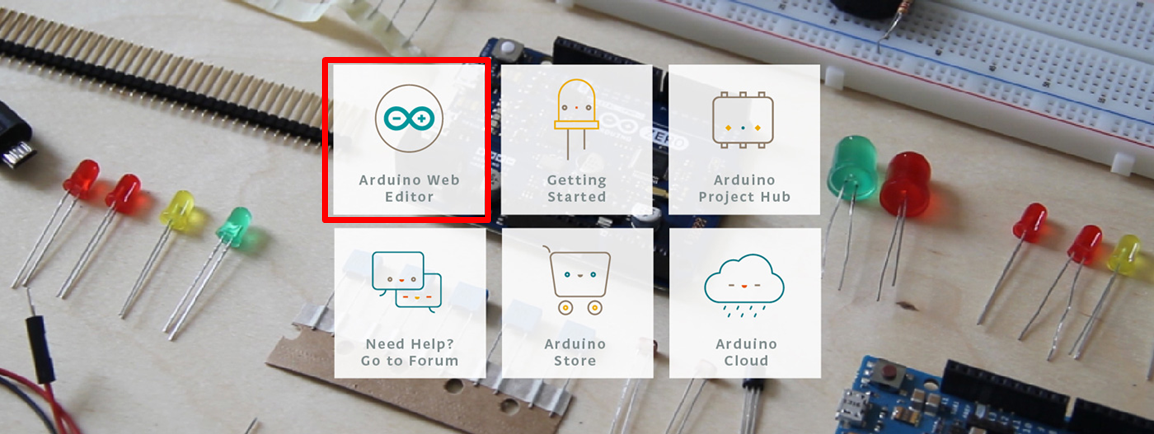 Arduino Web
Editor
Getting
Started
Arduino
Project Hub
Need Help?
Go to Forum
Arduino
Store
Arduino
Cloud